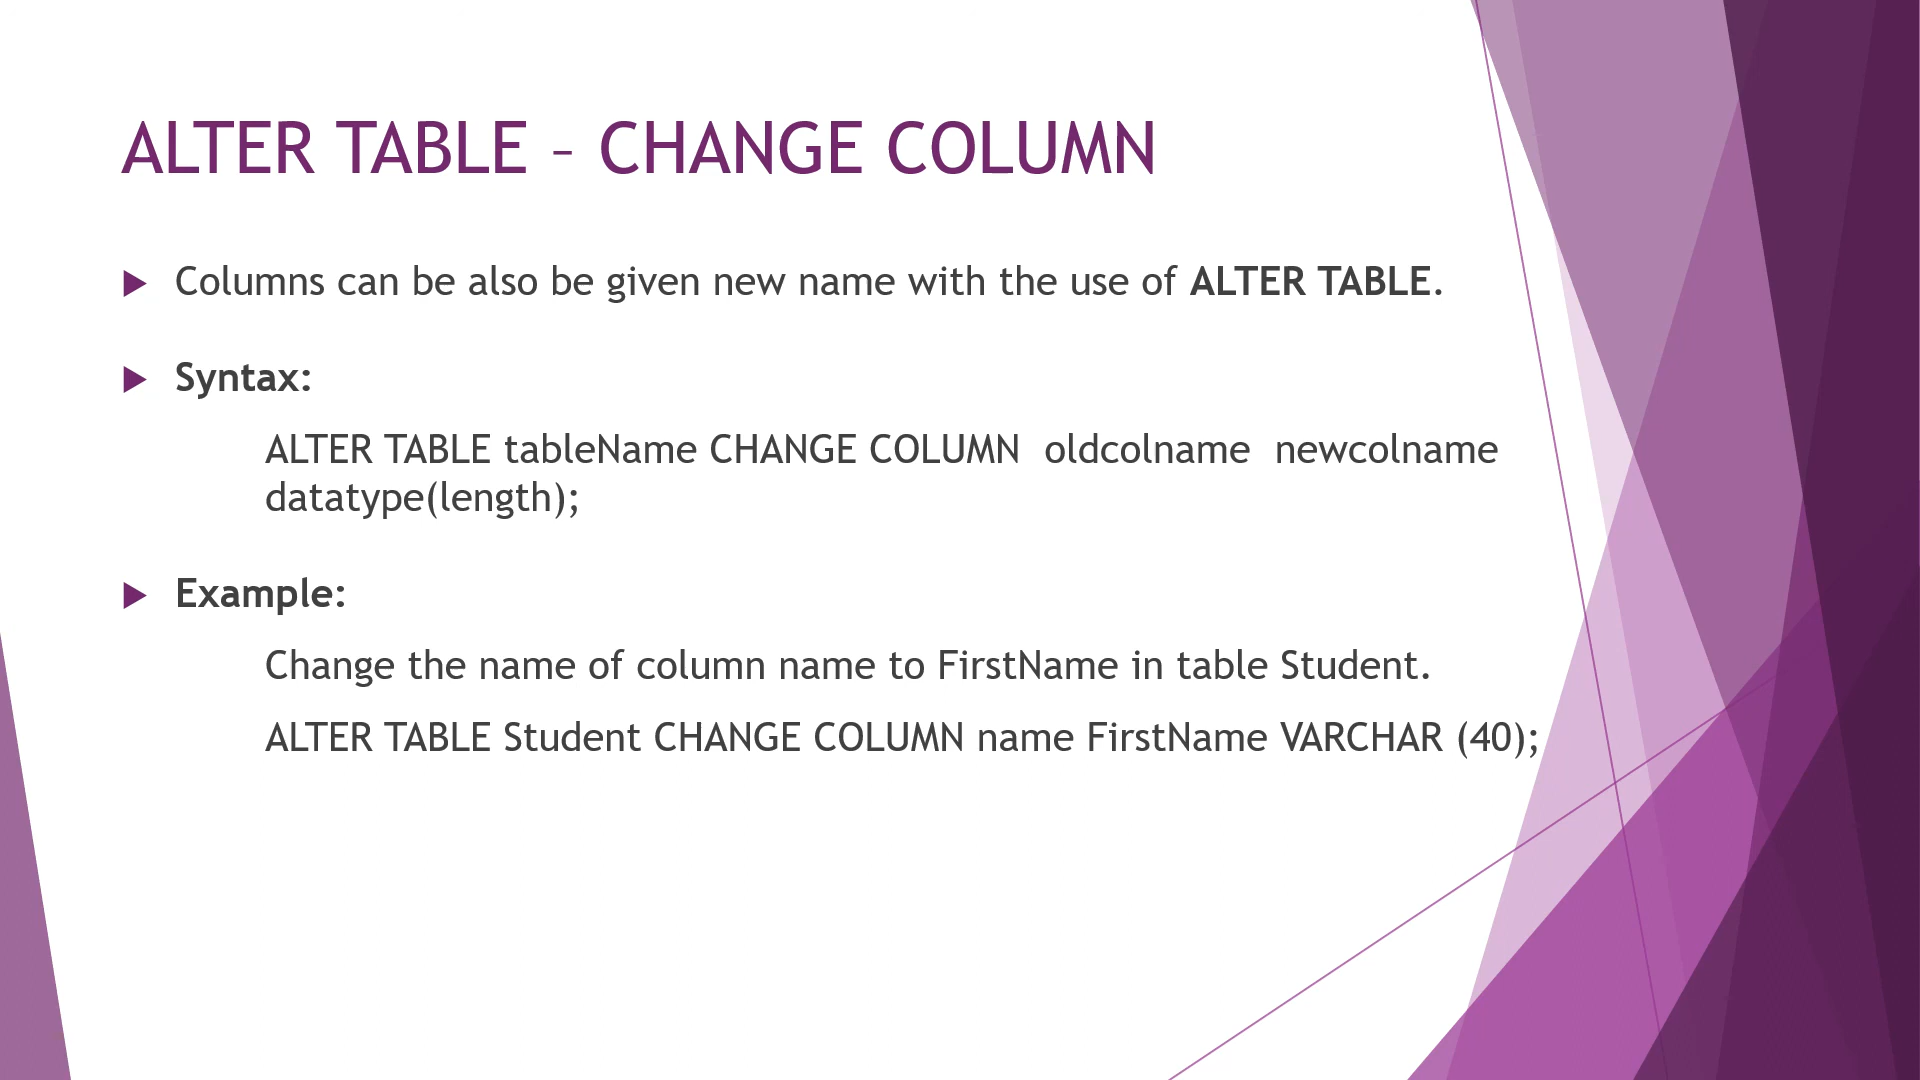 ALTER TABLE – CHANGE COLUMN
Columns can be also be given new name with the use of ALTER TABLE.
Syntax:
ALTER TABLE tableName CHANGE COLUMN  oldcolname  newcolname
datatype(length);
Example:
Change the name of column name to FirstName in table Student.
ALTER TABLE Student CHANGE COLUMN name FirstName VARCHAR (40);